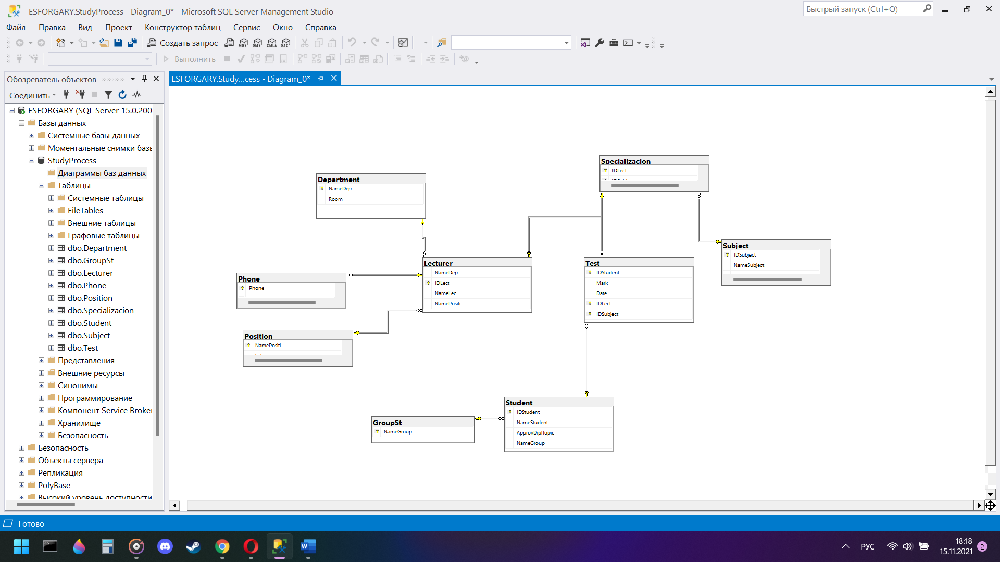 ESFORGARY.StudyProcess - Diagram_0* - Microsoft SQL Server Management Studio
Быстрый запуск (Ctrl+Q)
Файл Правка Вид Проект Конструктор таблиц Сервис Окно Справка
Создать запрос MDX DMX XMLA DAX
Выполнить
Обозреватель объектов
ESFORGARY.Study...cess - Diagram_0*
Соединить
ESFORGARY (SQL Server 15.0.200
Базы данных
Системные базы данных
Моментальные снимки базы
StudyProcess
Диаграммы баз данных
Таблицы
Системные таблицы
FileTables
Внешние таблицы
Графовые таблицы
dbo.Department
dbo.GroupSt
dbo.Lecturer
dbo.Phone
dbo.Position
dbo.Specializacion
dbo.Student
dbo.Subject
dbo.Test
Представления
Внешние ресурсы
Синонимы
Программирование
Компонент Service Broker
Хранилище
Безопасность
Безопасность
Объекты сервера
Репликация
PolyBase
Высокий уровень доступности
Specializacion
IDLect
Department
NameDep
Room
Subject
IDSubject
NameSubject
Lecturer
NameDep
IDLect
NameLec
NamePositi
Test
IDStudent
Mark
Date
IDLect
IDSubject
Phone
Phone
Position
NamePositi
Student
IDStudent
NameStudent
ApprovDiplTopic
NameGroup
GroupSt
NameGroup
Готово
РУС
18:18
15.11.2021
2